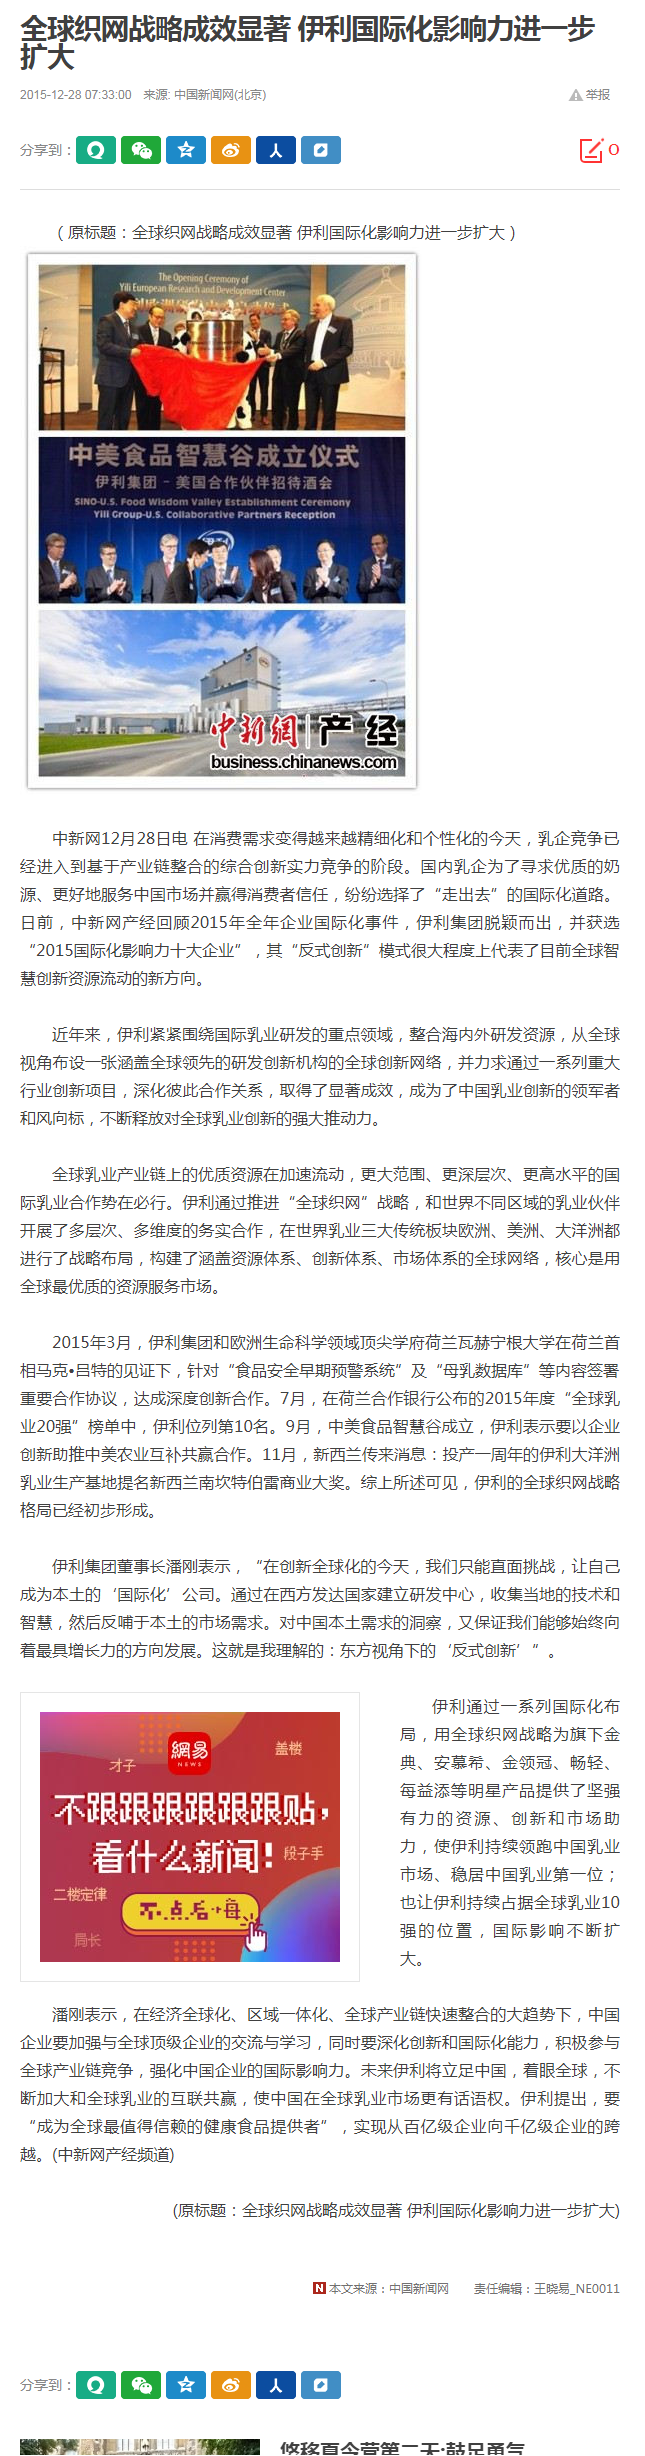 全球织网战略成效显著 伊利国际化影响力进一步
扩大
2015-12-28 07:33:00 来源: 中国新闻网(北京)
举报
分享到：
0
（原标题：全球织网战略成效显著 伊利国际化影响力进一步扩大）
The Opening Ceremony of
Yili European Research and Development Center
中美食品智慧谷成立仪式
伊利集团 - 美国合作伙伴招待酒会
SINO-U.S. Food Wisdom Valley Establishment Ceremony
Yili Group-U.S. Collaborative Partners Reception
伊利
中新網 产经
business.chinanews.com
中新网12月28日电 在消费需求变得越来越精细化和个性化的今天，乳企竞争已
经进入到基于产业链整合的综合创新实力竞争的阶段。国内乳企为了寻求优质的奶
源、更好地服务中国市场并赢得消费者信任，纷纷选择了“走出去”的国际化道路。
日前，中新网产经回顾2015年全年企业国际化事件，伊利集团脱颖而出，并获选
“2015国际化影响力十大企业”，其“反式创新”模式很大程度上代表了目前全球智
慧创新资源流动的新方向。
近年来，伊利紧紧围绕国际乳业研发的重点领域，整合海内外研发资源，从全球
视角布设一张涵盖全球领先的研发创新机构的全球创新网络，并力求通过一系列重大
行业创新项目，深化彼此合作关系，取得了显著成效，成为了中国乳业创新的领军者
和风向标，不断释放对全球乳业创新的强大推动力。
全球乳业产业链上的优质资源在加速流动，更大范围、更深层次、更高水平的国
际乳业合作势在必行。伊利通过推进“全球织网”战略，和世界不同区域的乳业伙伴
开展了多层次、多维度的务实合作，在世界乳业三大传统板块欧洲、美洲、大洋洲都
进行了战略布局，构建了涵盖资源体系、创新体系、市场体系的全球网络，核心是用
全球最优质的资源服务市场。
2015年3月，伊利集团和欧洲生命科学领域顶尖学府荷兰瓦赫宁根大学在荷兰首
相马克•吕特的见证下，针对“食品安全早期预警系统”及“母乳数据库”等内容签署
重要合作协议，达成深度创新合作。7月，在荷兰合作银行公布的2015年度“全球乳
业20强”榜单中，伊利位列第10名。9月，中美食品智慧谷成立，伊利表示要以企业
创新助推中美农业互补共赢合作。11月，新西兰传来消息：投产一周年的伊利大洋洲
乳业生产基地提名新西兰南坎特伯雷商业大奖。综上所述可见，伊利的全球织网战略
格局已经初步形成。
伊利集团董事长潘刚表示，“在创新全球化的今天，我们只能直面挑战，让自己
成为本土的‘国际化’公司。通过在西方发达国家建立研发中心，收集当地的技术和
智慧，然后反哺于本土的市场需求。对中国本土需求的洞察，又保证我们能够始终向
着最具增长力的方向发展。这就是我理解的：东方视角下的‘反式创新’”。
網易
NEWS
才子
盖楼
不跟跟跟跟跟跟贴，
看什么新闻！
段子手
二楼定律
不点后悔
局长
伊利通过一系列国际化布
局，用全球织网战略为旗下金
典、安慕希、金领冠、畅轻、
每益添等明星产品提供了坚强
有力的资源、创新和市场助
力，使伊利持续领跑中国乳业
市场、稳居中国乳业第一位；
也让伊利持续占据全球乳业10
强的位置，国际影响不断扩
大。
潘刚表示，在经济全球化、区域一体化、全球产业链快速整合的大趋势下，中国
企业要加强与全球顶级企业的交流与学习，同时要深化创新和国际化能力，积极参与
全球产业链竞争，强化中国企业的国际影响力。未来伊利将立足中国，着眼全球，不
断加大和全球乳业的互联共赢，使中国在全球乳业市场更有话语权。伊利提出，要
“成为全球最值得信赖的健康食品提供者”，实现从百亿级企业向千亿级企业的跨
越。(中新网产经频道)
(原标题：全球织网战略成效显著 伊利国际化影响力进一步扩大)
N 本文来源：中国新闻网 责任编辑：王晓易_NE0011
分享到：
悠移夏令营第二天:鼓足勇气